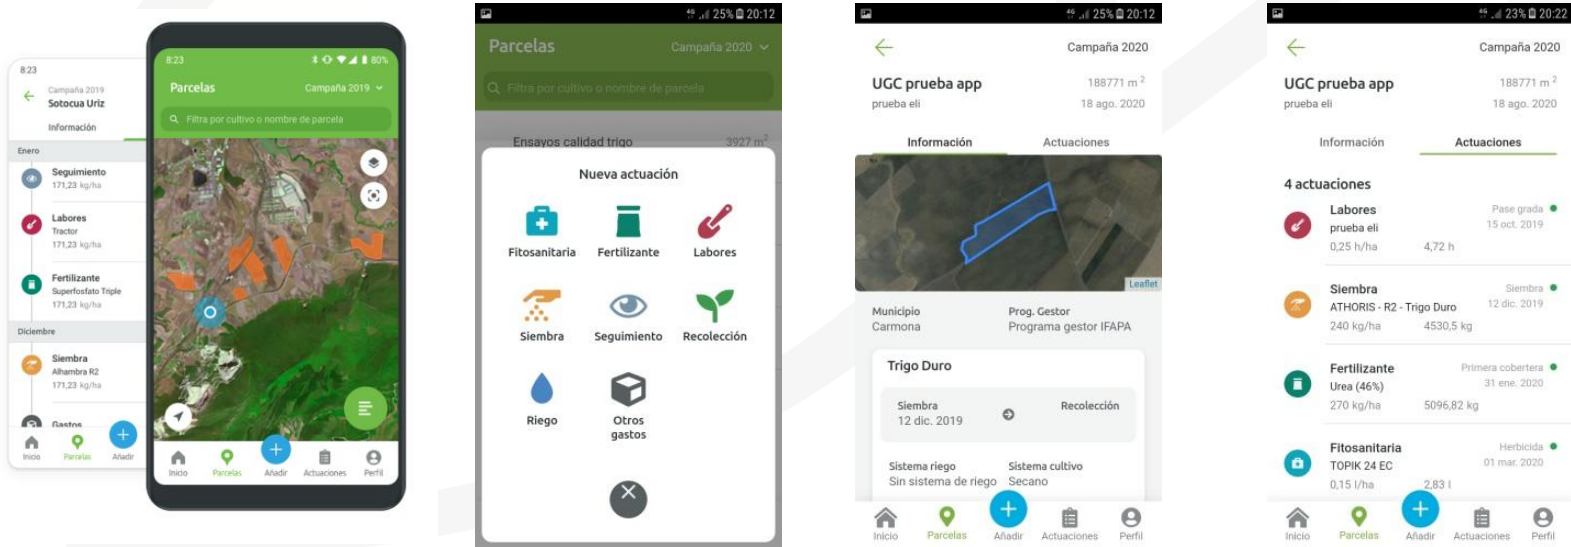 8:23
Campaña 2019
Sotocua Uriz
Información
Enero
Seguimiento
171,23 kg/ha
Labores
Tractor
171,23 kg/ha
Fertilizante
Superfosfato Triple
171,23 kg/ha
Diciembre
Siembra
Alhambra R2
171,23 kg/ha
Gastos
Inicio Parcelas Añadir
8:23 80%
Parcelas Campaña 2019
Filtra por cultivo o nombre de parcela
Inicio Parcelas Añadir Actuaciones Perfil
4G 25% 20:12
Parcelas Campaña 2020
Filtra por cultivo o nombre de parcela
Ensayos calidad trigo 3927 m²
Nueva actuación
Fitosanitaria Fertilizante Labores
Siembra Seguimiento Recolección
Riego Otros
gastos
4G 25% 20:12
Campaña 2020
UGC prueba app 188771 m²
prueba eli 18 ago. 2020
Información Actuaciones
Leaflet
Municipio Prog. Gestor
Carmona Programa gestor IFAPA
Trigo Duro
Siembra Recolección
12 dic. 2019
Sistema riego Sistema cultivo
Sin sistema de riego Secano
Inicio Parcelas Añadir Actuaciones Perfil
4G 23% 20:22
Campaña 2020
UGC prueba app 188771 m²
prueba eli 18 ago. 2020
Información Actuaciones
4 actuaciones
Labores Pase grada
prueba eli 15 oct. 2019
0,25 h/ha 4,72 h
Siembra Siembra
ATHORIS - R2 - Trigo Duro 12 dic. 2019
240 kg/ha 4530,5 kg
Fertilizante Primera cobertera
Urea (46%) 31 ene. 2020
270 kg/ha 5096,82 kg
Fitosanitaria Herbicida
TOPIK 24 EC 01 mar. 2020
0,15 l/ha 2,83 l
Inicio Parcelas Añadir Actuaciones Perfil